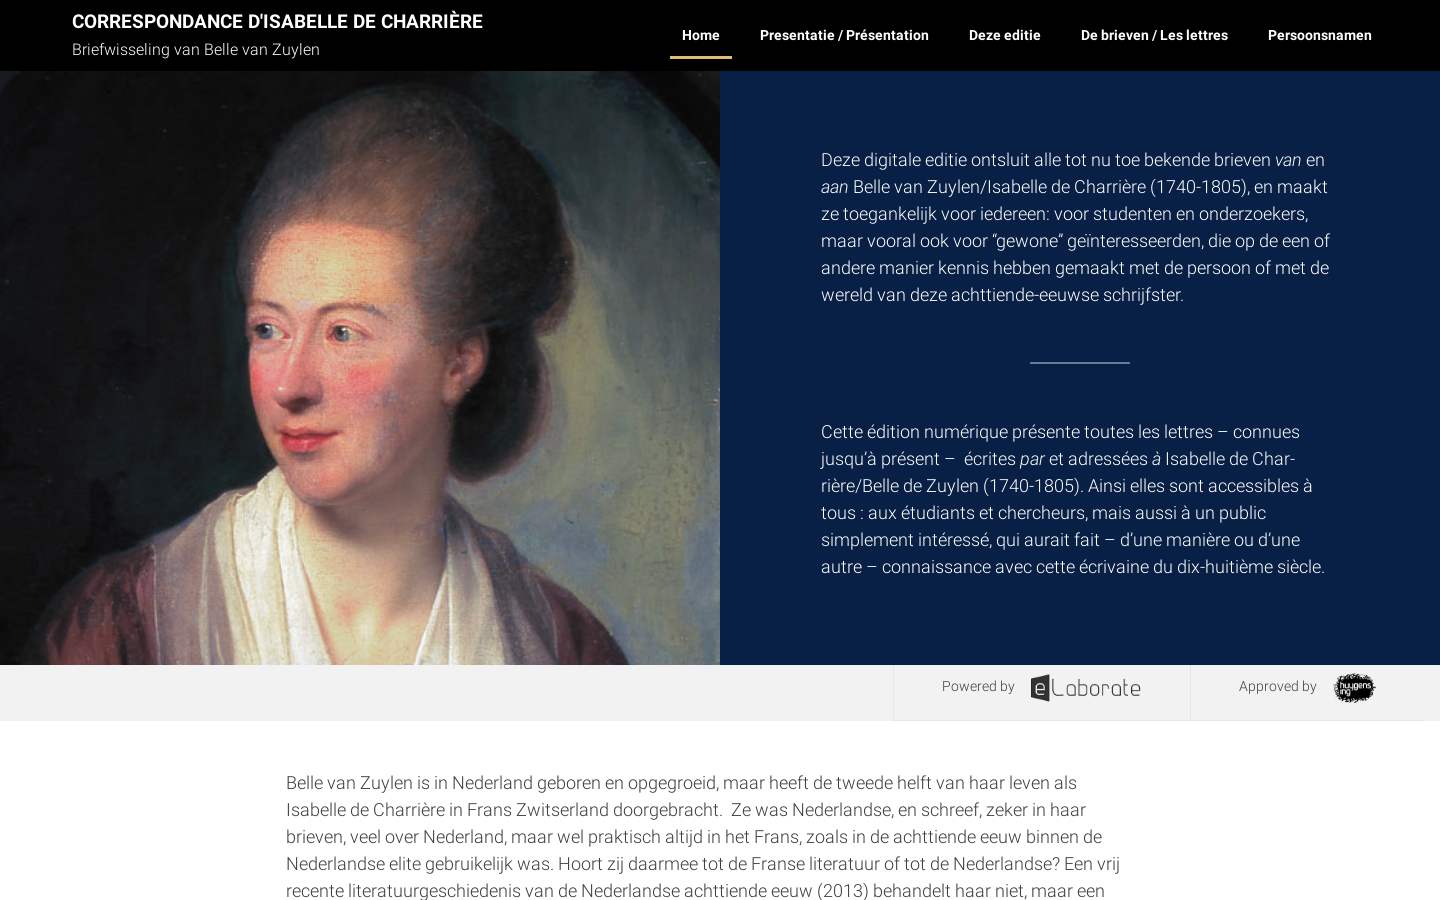 CORRESPONDANCE D'ISABELLE DE CHARRIÈRE
Briefwisseling van Belle van Zuylen
Home
Presentatie / Présentation
Deze editie
De brieven / Les lettres
Persoonsnamen
Deze digitale editie ontsluit alle tot nu toe bekende brieven van en
aan Belle van Zuylen/Isabelle de Charrière (1740-1805), en maakt
ze toegankelijk voor iedereen: voor studenten en onderzoekers,
maar vooral ook voor “gewone” geïnteresseerden, die op de een of
andere manier kennis hebben gemaakt met de persoon of met de
wereld van deze achttiende-eeuwse schrijfster.
Cette édition numérique présente toutes les lettres – connues
jusqu’à présent –  écrites par et adressées à Isabelle de Char-
rière/Belle de Zuylen (1740-1805). Ainsi elles sont accessibles à
tous : aux étudiants et chercheurs, mais aussi à un public
simplement intéressé, qui aurait fait – d’une manière ou d’une
autre – connaissance avec cette écrivaine du dix-huitième siècle.
Powered by
eLaborate
Approved by
huygens
ing
Belle van Zuylen is in Nederland geboren en opgegroeid, maar heeft de tweede helft van haar leven als
Isabelle de Charrière in Frans Zwitserland doorgebracht.  Ze was Nederlandse, en schreef, zeker in haar
brieven, veel over Nederland, maar wel praktisch altijd in het Frans, zoals in de achttiende eeuw binnen de
Nederlandse elite gebruikelijk was. Hoort zij daarmee tot de Franse literatuur of tot de Nederlandse? Een vrij
recente literatuurgeschiedenis van de Nederlandse achttiende eeuw (2013) behandelt haar niet, maar een